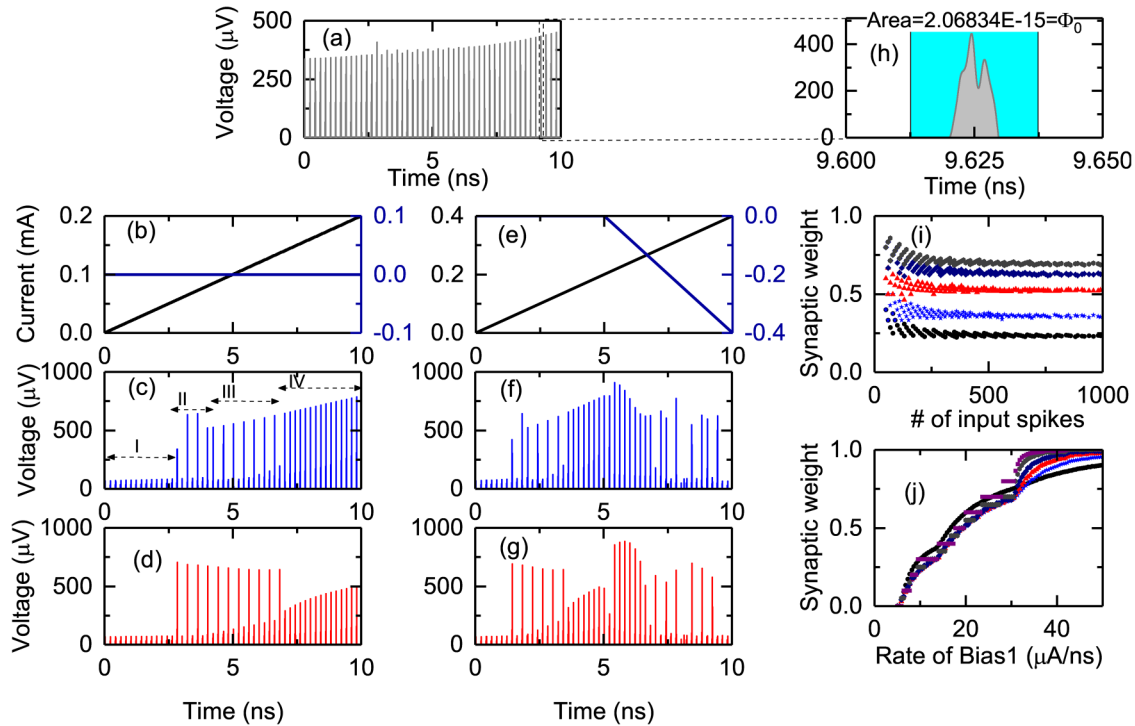 Area=2.06834E-15=Φ0
500
250
0
Voltage (μV)
(a)
0 5 10
Time (ns)
400
200
0
(h)
9.600 9.625 9.650
Time (ns)
0.2
0.1
0.0
Current (mA)
(b)
0.1
0.0
-0.1
0 5 10
0.4
0.2
0.0
(e)
0.0
-0.2
-0.4
0 5 10
1.0
0.5
0.0
Synaptic weight
(i)
0 500 1000
# of input spikes
1000
500
0
Voltage (μV)
(c)
I
II
III
IV
0 5 10
1000
500
0
(f)
0 5 10
1.0
0.5
0.0
Synaptic weight
(j)
0 20 40
Rate of Bias1 (μA/ns)
1000
500
0
Voltage (μV)
(d)
0 5 10
Time (ns)
1000
500
0
(g)
0 5 10
Time (ns)